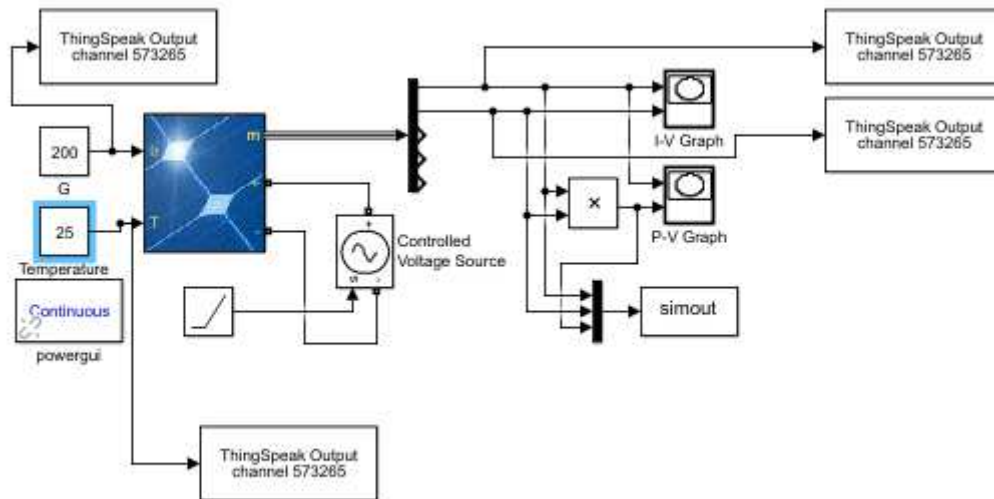 ThingSpeak Output
channel 573265
ThingSpeak Output
channel 573265
ThingSpeak Output
channel 573265
200
G
Ir
m
I-V Graph
25
T
+
-
Temperature
×
P-V Graph
+
Controlled
Voltage Source
s
-
Continuous
powergui
simout
ThingSpeak Output
channel 573265